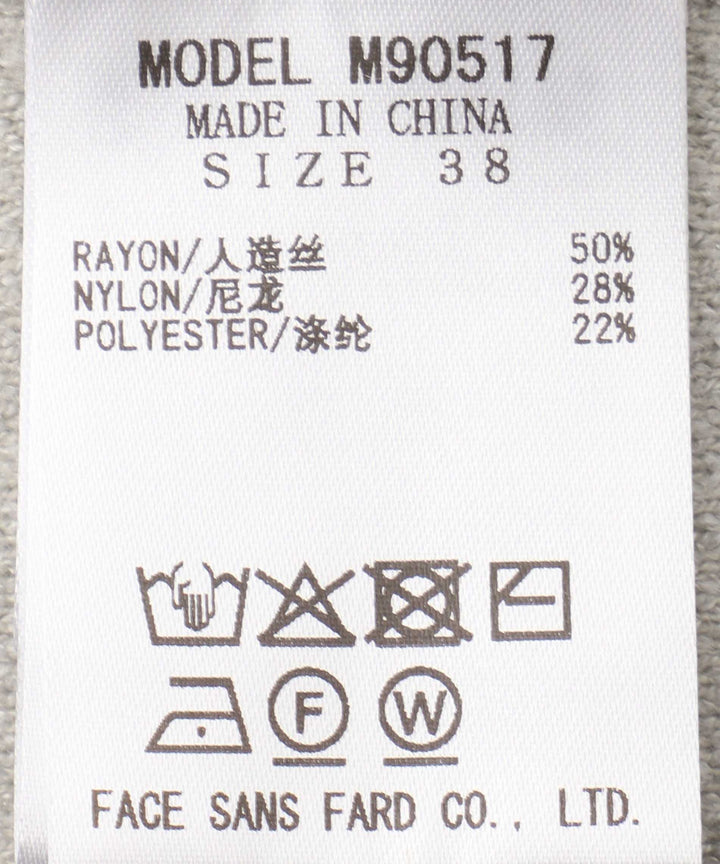 MODEL M90517
MADE IN CHINA
SIZE 38
RAYON/人造丝 50%
NYLON/尼龙 28%
POLYESTER/涤纶 22%
F W
FACE SANS FARD CO., LTD.